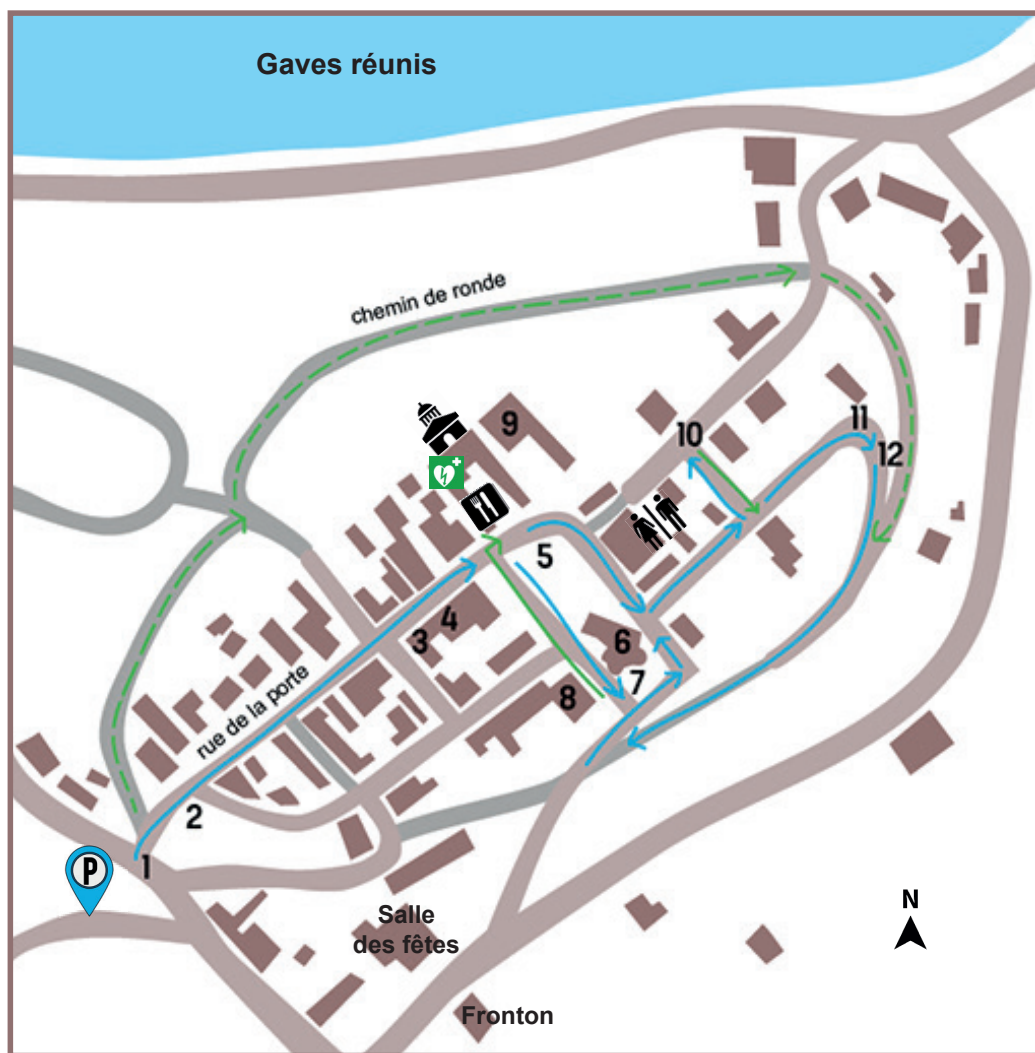 Gaves réunis
chemin de ronde
9
10
11
12
5
4
3
6
7
8
rue de la porte
2
1
P
N
Salle
des fêtes
Fronton